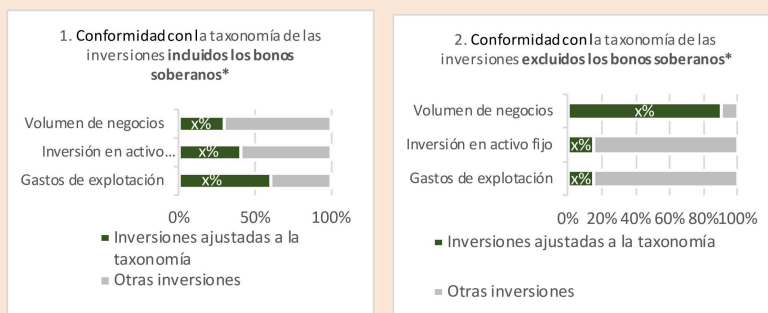 1. Conformidad con la taxonomía de las
inversiones incluidos los bonos
soberanos*
Volumen de negocios
x%
Inversión en activo...
x%
Gastos de explotación
x%
0% 50% 100%
Inversiones ajustadas a la
taxonomía
Otras inversiones
2. Conformidad con la taxonomía de las
inversiones excluidos los bonos soberanos*
Volumen de negocios
x%
Inversión en activo fijo
x%
Gastos de explotación
x%
0% 20% 40% 60% 80%100%
Inversiones ajustadas a la taxonomía
Otras inversiones